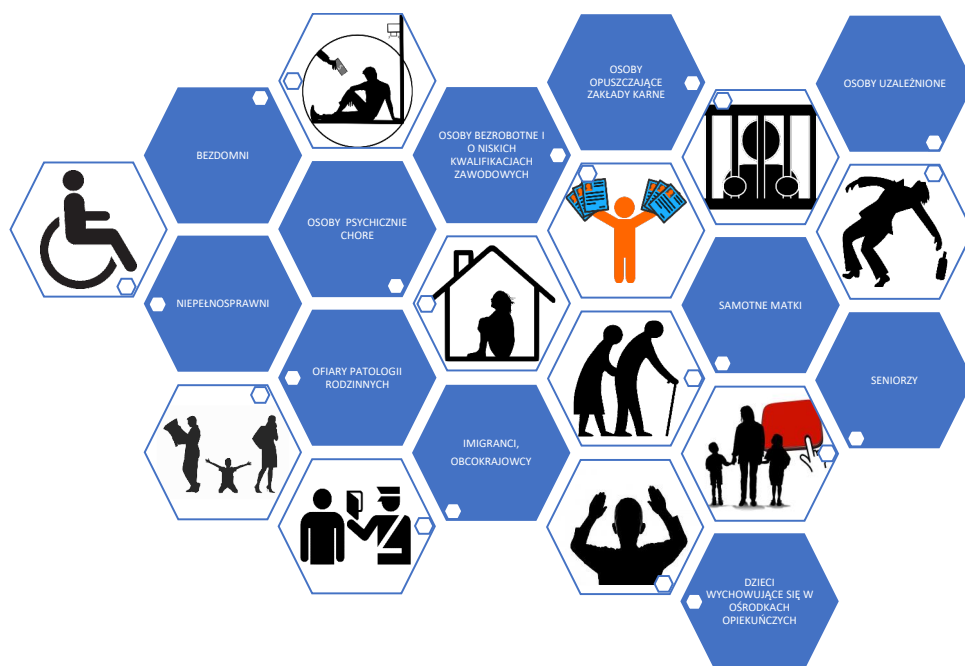 OSOBY
OPUSZCZAJĄCE
ZAKŁADY KARNE
OSOBY UZALEŻNIONE
BEZDOMNI
OSOBY BEZROBOTNE I
O NISKICH
KWALIFIKACJACH
ZAWODOWYCH
OSOBY PSYCHICZNIE
CHORE
NIEPEŁNOSPRAWNI
SAMOTNE MATKI
OFIARY PATOLOGII
RODZINNYCH
SENIORZY
IMIGRANCI,
OBCOKRAJOWCY
DZIECI
WYCHOWUJĄCE SIĘ W
OŚRODKACH
OPIEKUŃCZYCH